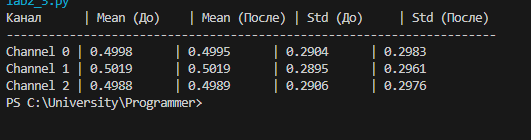 lab2_5.py
Канал | Mean (До) | Mean (После) | Std (До) | Std (После)
----------------------------------------------------------------------
Channel 0 | 0.4998 | 0.4995 | 0.2904 | 0.2983
Channel 1 | 0.5019 | 0.5019 | 0.2895 | 0.2961
Channel 2 | 0.4988 | 0.4989 | 0.2906 | 0.2976
PS C:\University\Programmer>